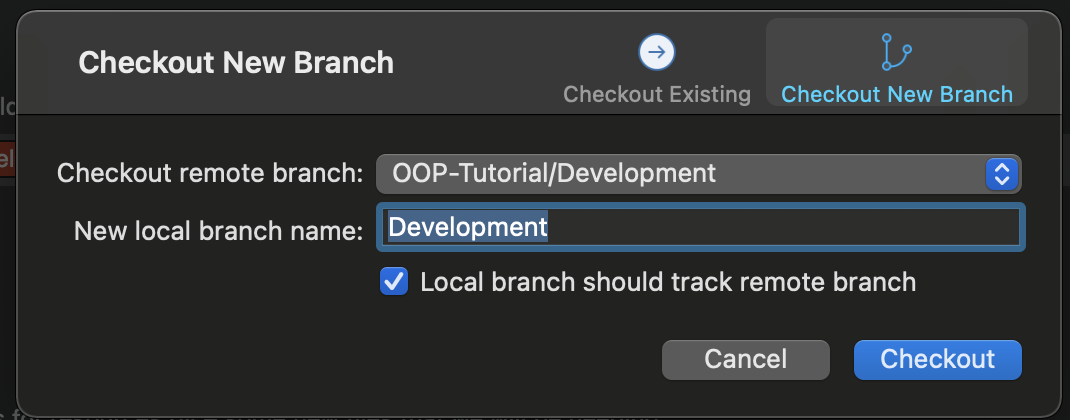 Checkout New Branch
Checkout Existing
Checkout New Branch
Checkout remote branch: OOP-Tutorial/Development
New local branch name: Development
Local branch should track remote branch
Cancel
Checkout